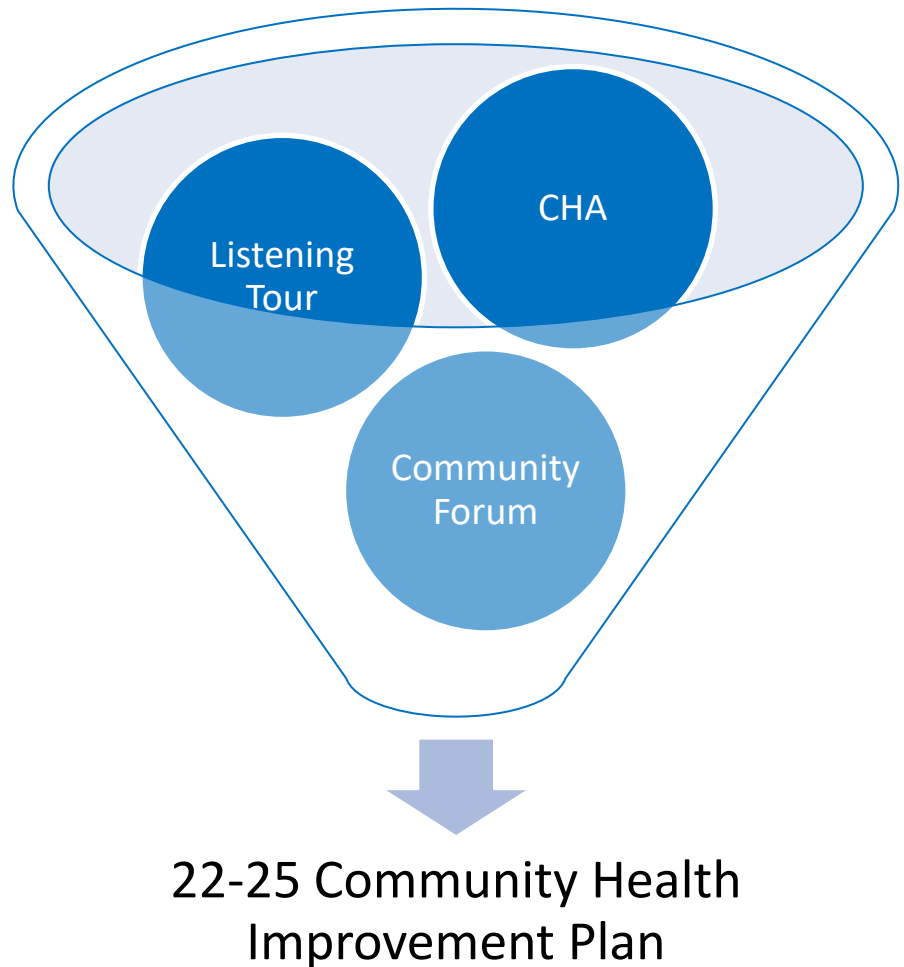 CHA
Listening
Tour
Community
Forum
22-25 Community Health
Improvement Plan